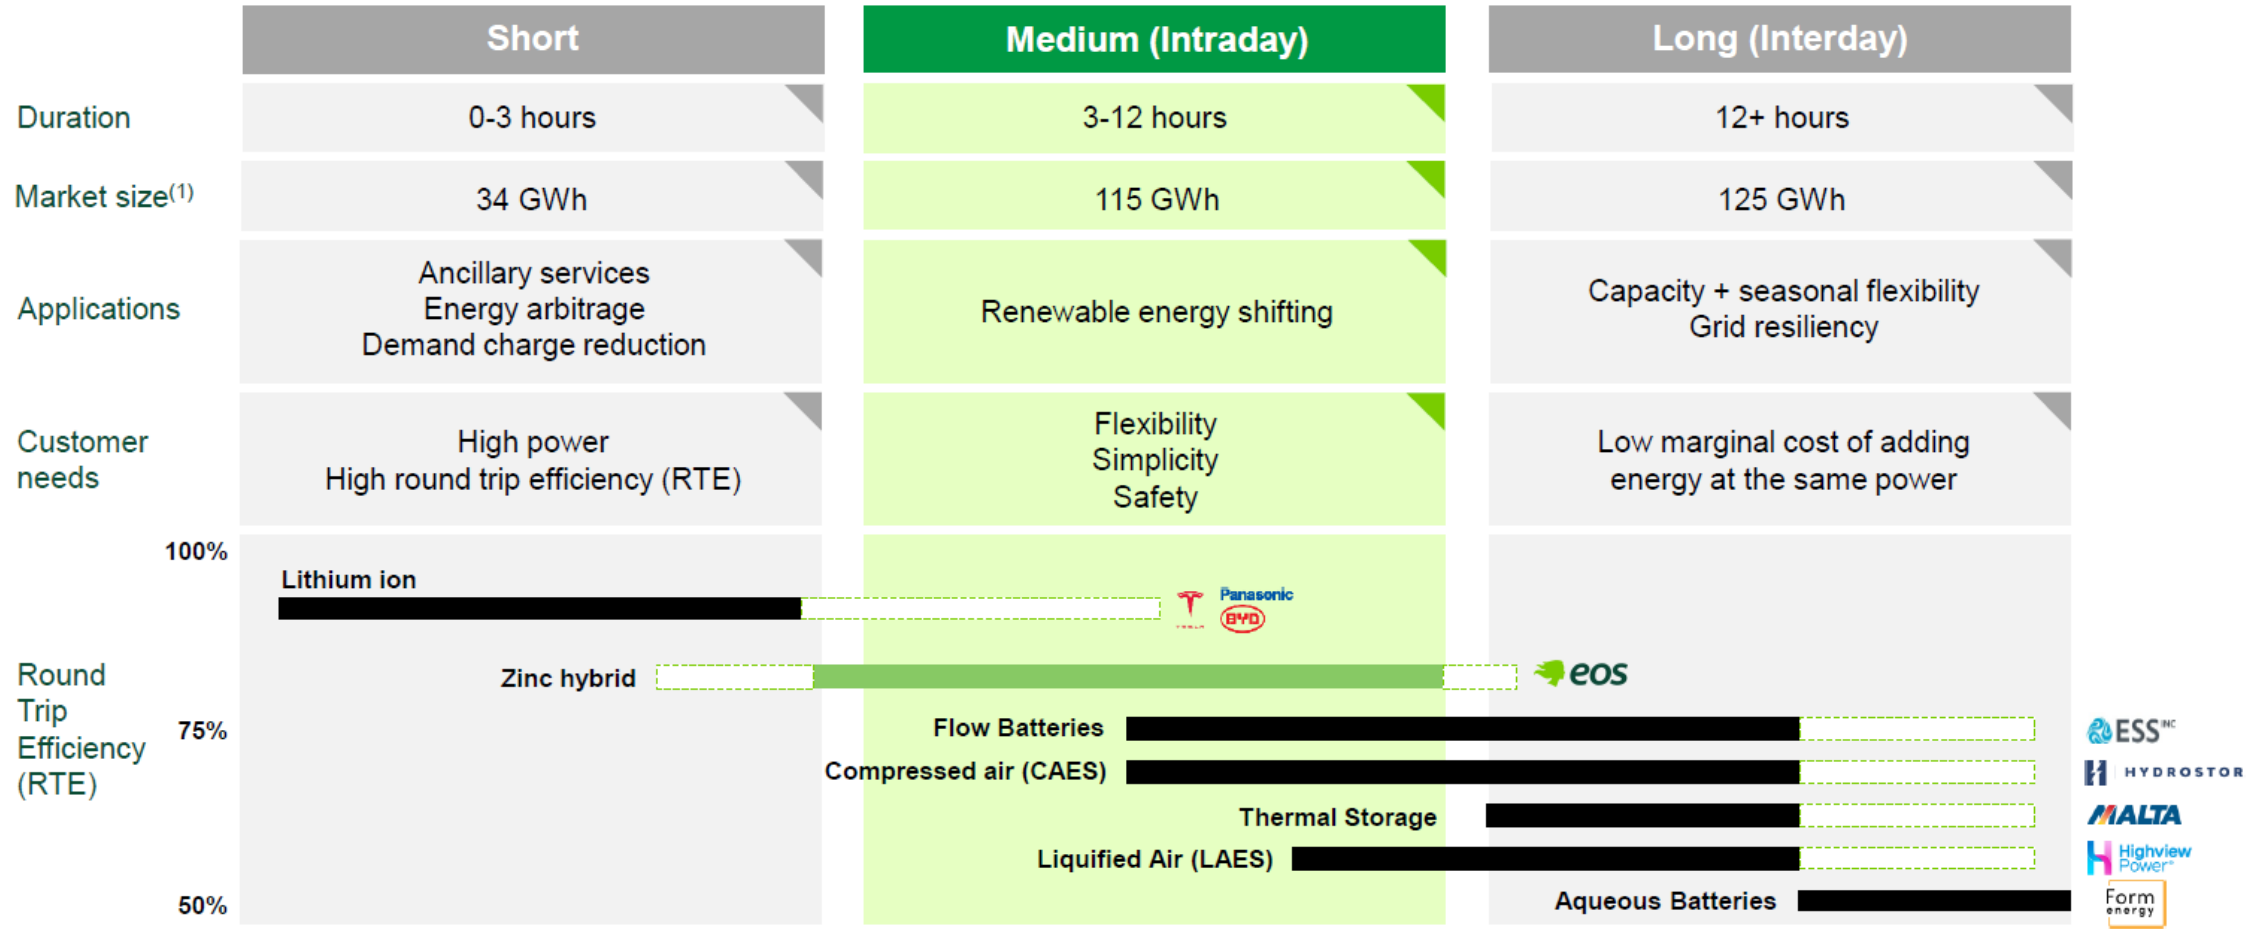 Short
Medium (Intraday)
Long (Interday)
Duration
0-3 hours
3-12 hours
12+ hours
Market size(1)
34 GWh
115 GWh
125 GWh
Applications
Ancillary services
Energy arbitrage
Demand charge reduction
Renewable energy shifting
Capacity + seasonal flexibility
Grid resiliency
Customer
needs
High power
High round trip efficiency (RTE)
Flexibility
Simplicity
Safety
Low marginal cost of adding
energy at the same power
Round
Trip
Efficiency
(RTE)
100%
75%
50%
Lithium ion
TESLA
Panasonic
BYD
Zinc hybrid
eos
Flow Batteries
ESS INC
Compressed air (CAES)
HYDROSTOR
Thermal Storage
MALTA
Liquified Air (LAES)
Highview
Power
Aqueous Batteries
Form
energy